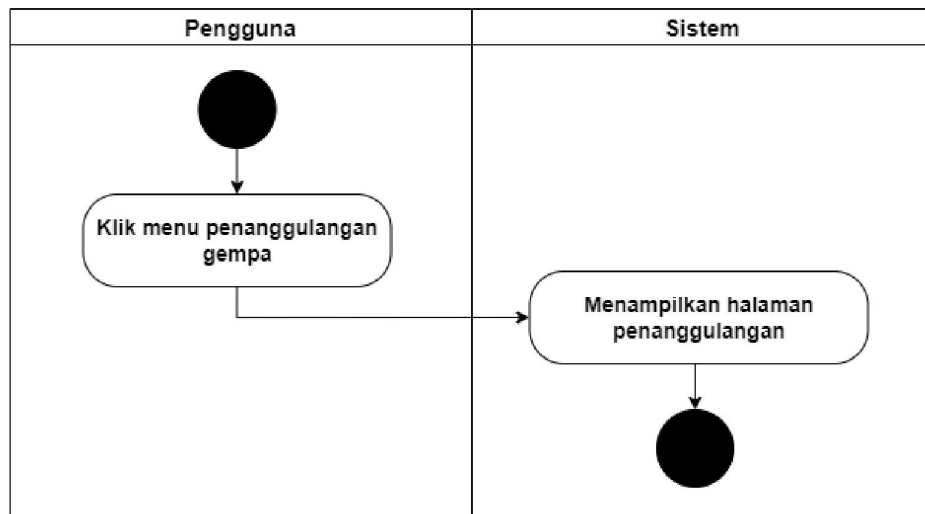 Pengguna
Sistem
Klik menu penanggulangan
gempa
Menampilkan halaman
penanggulangan